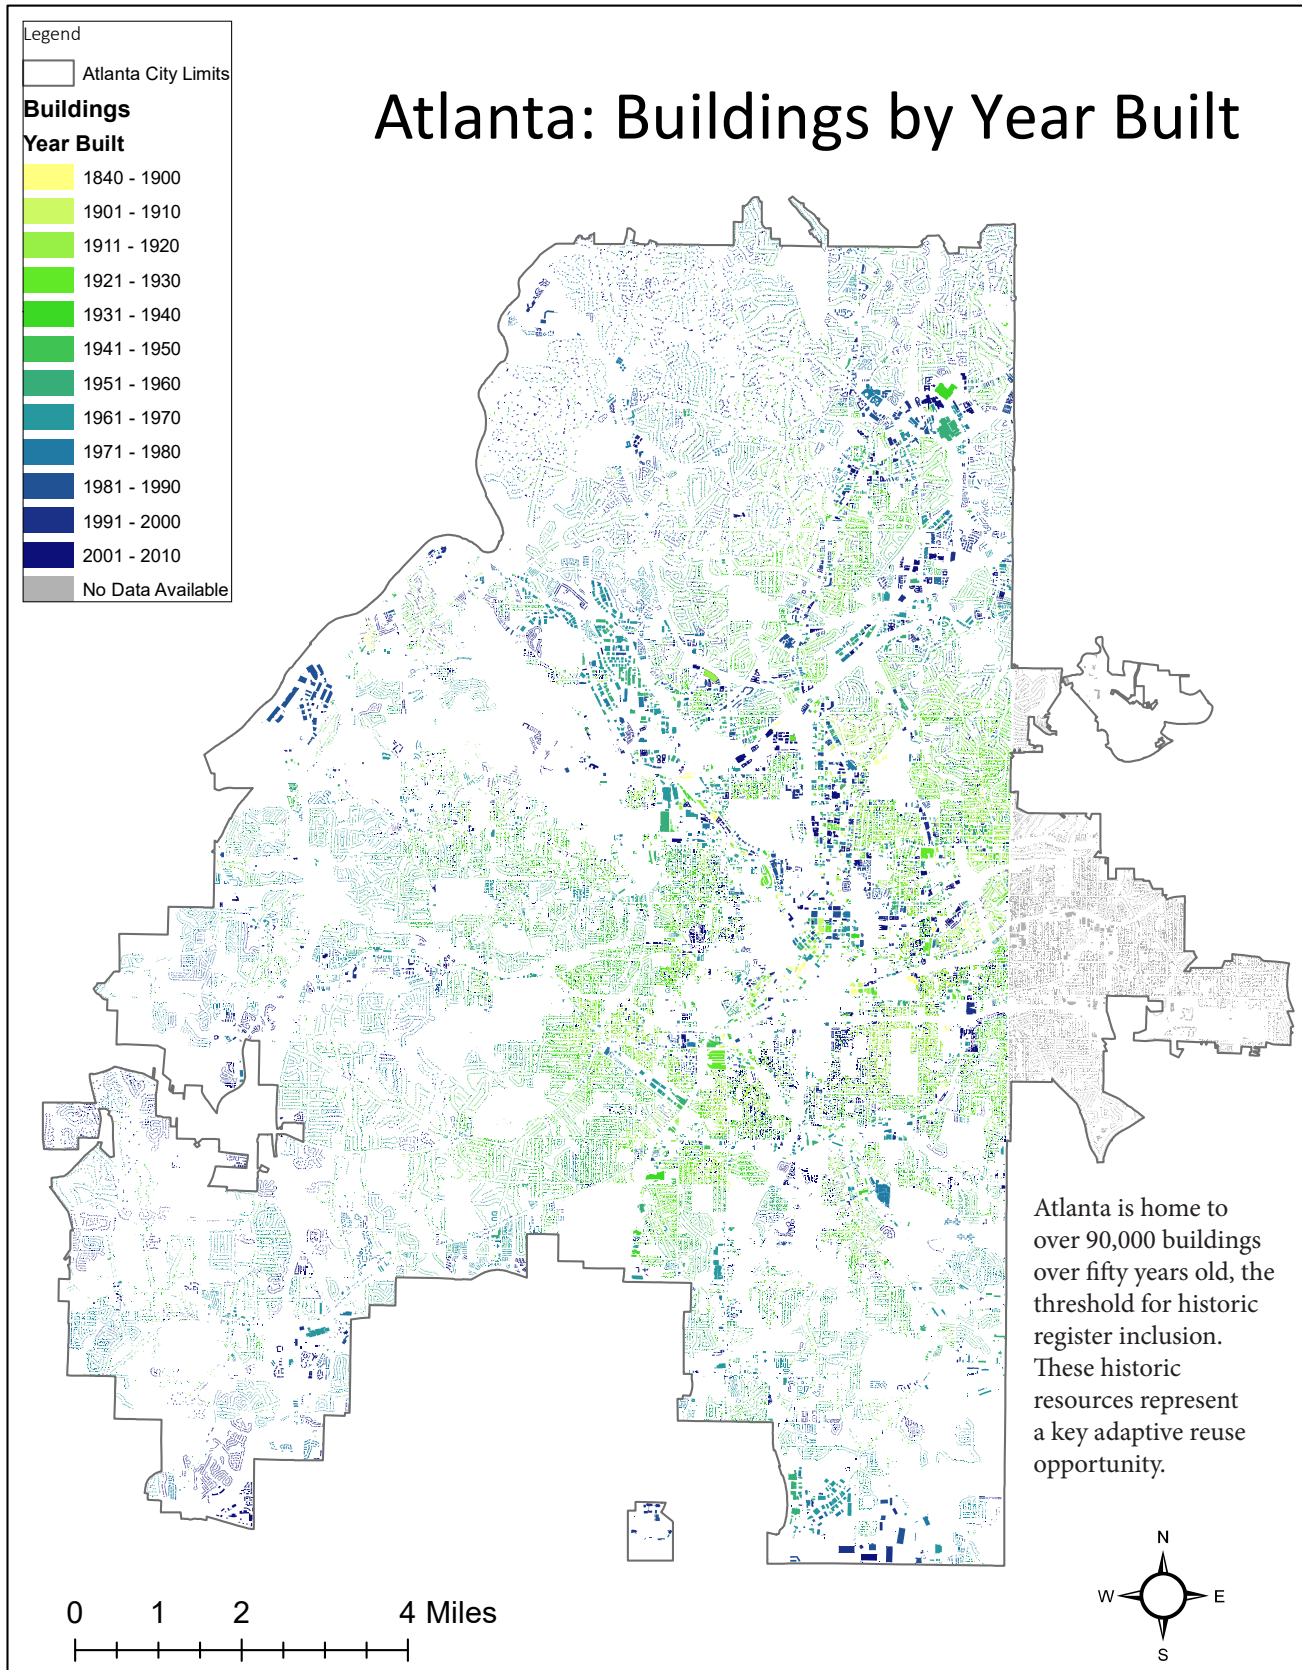 Legend
Atlanta City Limits
Buildings
Year Built
1840 - 1900
1901 - 1910
1911 - 1920
1921 - 1930
1931 - 1940
1941 - 1950
1951 - 1960
1961 - 1970
1971 - 1980
1981 - 1990
1991 - 2000
2001 - 2010
No Data Available
Atlanta: Buildings by Year Built
Atlanta is home to
over 90,000 buildings
over fifty years old, the
threshold for historic
register inclusion.
These historic
resources represent
a key adaptive reuse
opportunity.
N
W E
S
0 1 2 4 Miles